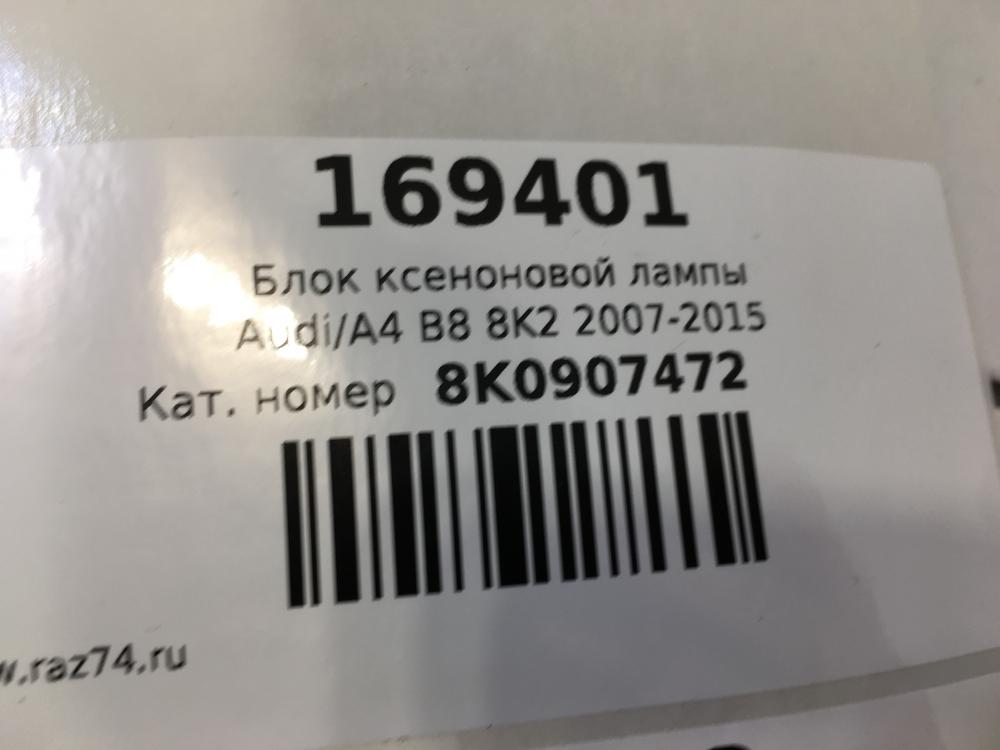 169401
Блок ксеноновой лампы
Audi/A4 B8 8K2 2007-2015
Кат. номер 8K0907472
w.raz74.ru